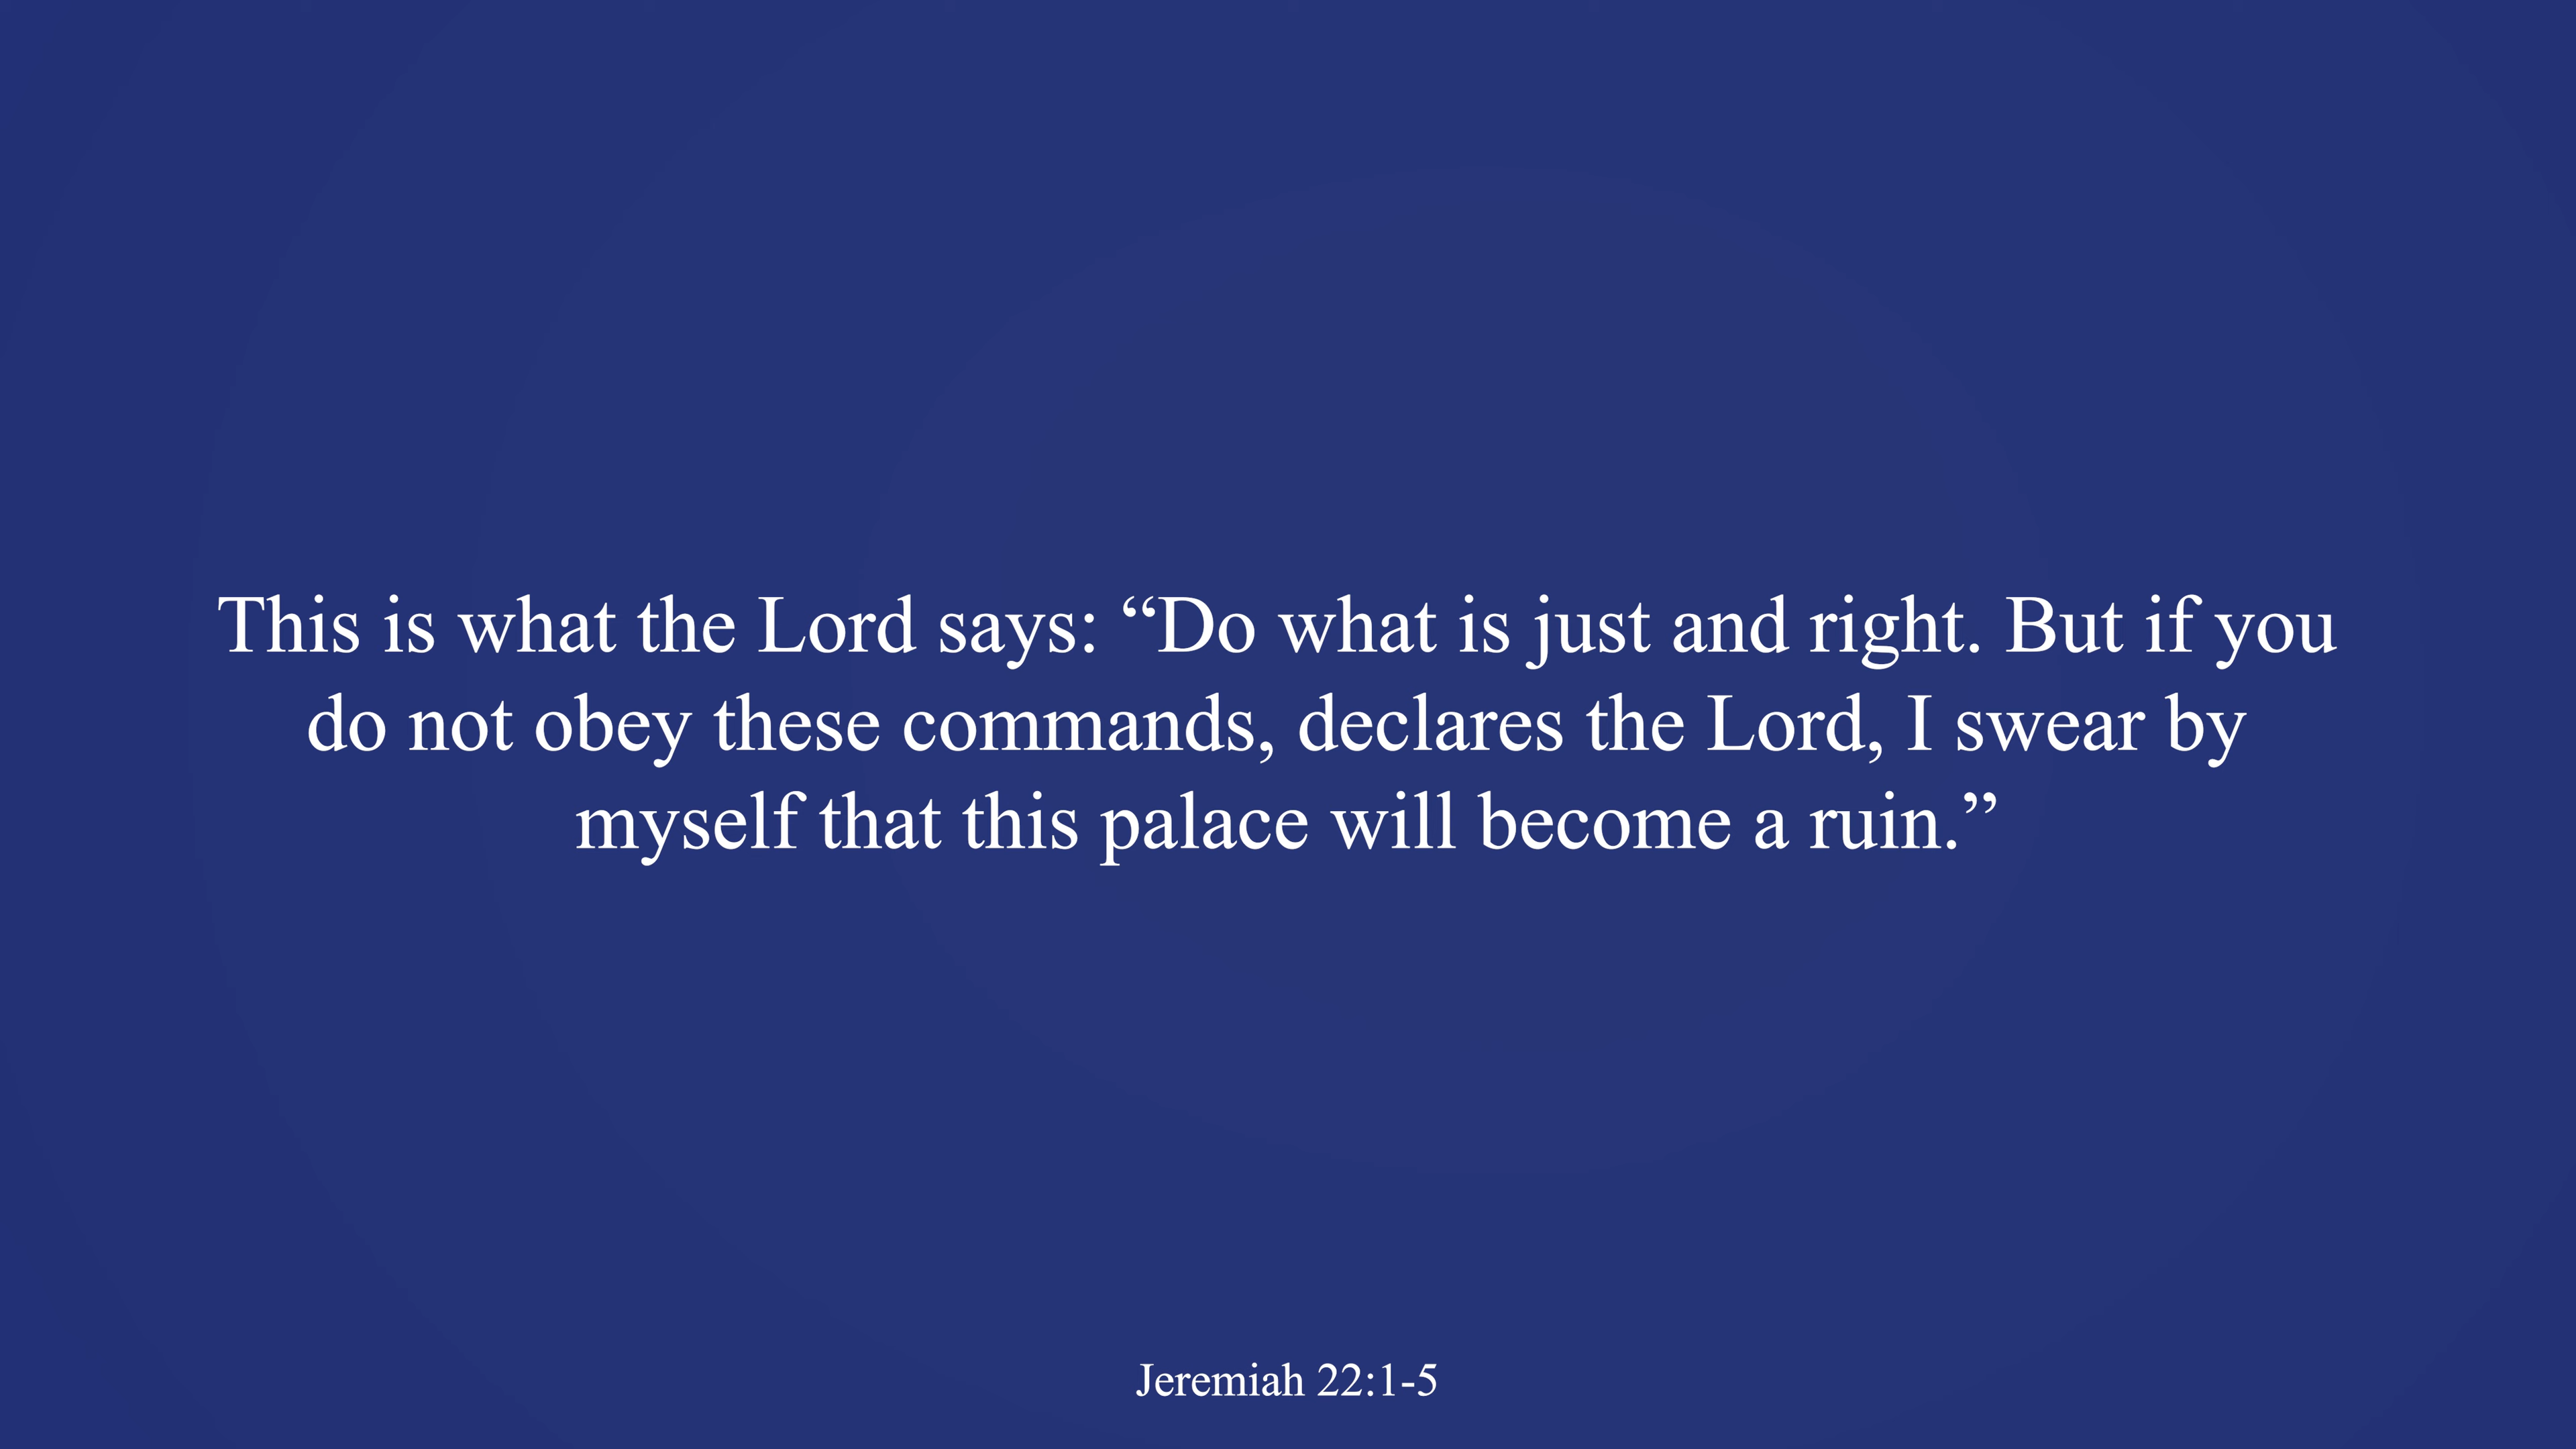 This is what the Lord says: “Do what is just and right. But if you
do not obey these commands, declares the Lord, I swear by
myself that this palace will become a ruin.”
Jeremiah 22:1-5